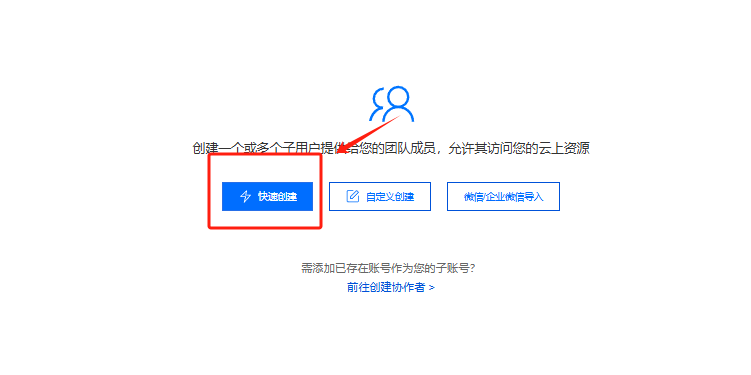 创建一个或多个子用户提供给您的团队成员，允许其访问您的云上资源
快速创建
自定义创建
微信/企业微信导入
需添加已存在账号作为您的子账号？
前往创建协作者 >